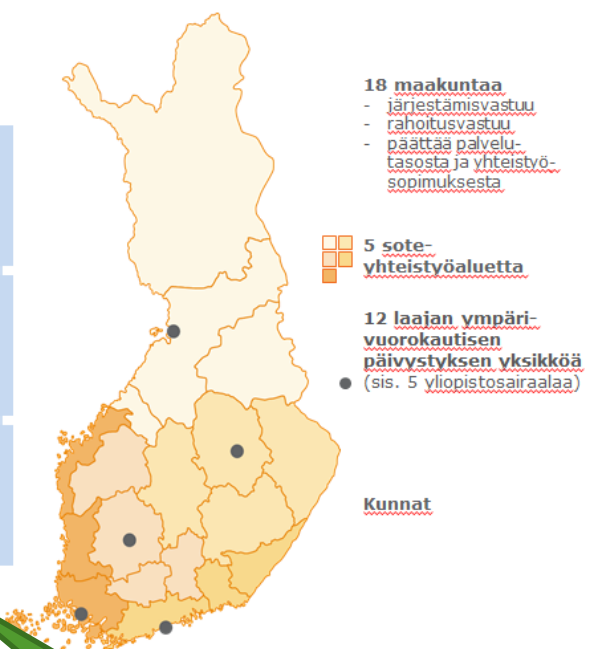 18 maakuntaa
- järjestämisvastuu
- rahoitusvastuu
- päättää palvelu-
tasosta ja yhteistyö-
sopimuksesta
5 sote-
yhteistyöaluetta
12 laajan ympäri-
vuorokautisen
päivystyksen yksikköä
(sis. 5 yliopistosairaalaa)
Kunnat